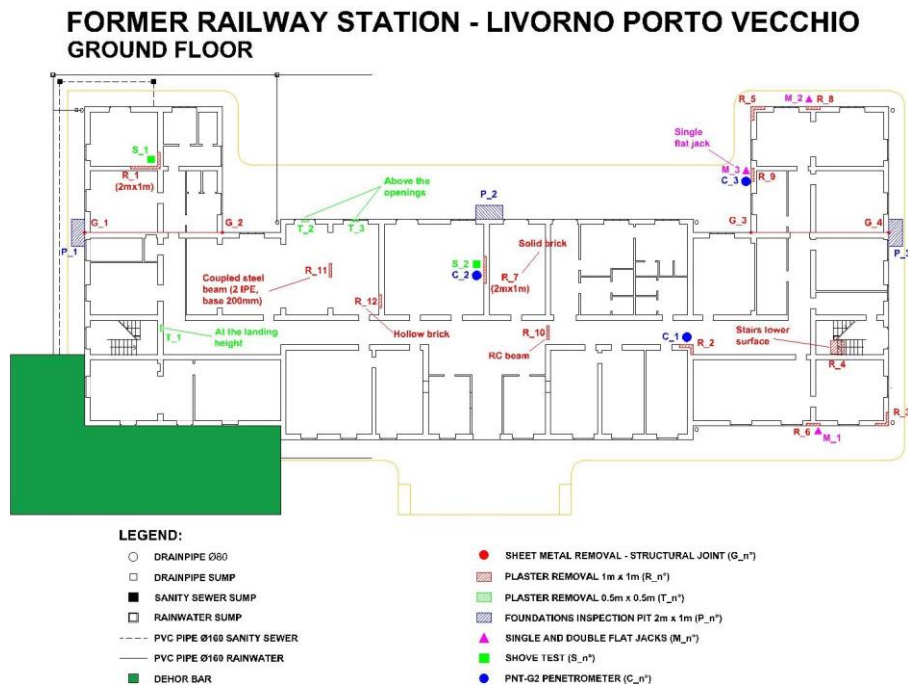 FORMER RAILWAY STATION - LIVORNO PORTO VECCHIO
GROUND FLOOR
R_5
M_2
R_8
Single
flat jack
S_1
R_1
(2mx1m)
M_3
C_3
R_9
Above the
openings
P_2
G_1
G_2
T_2
T_3
G_3
G_4
P_1
P_3
Solid brick
Coupled steel
beam (2 IPE,
base 200mm)
R_11
S_2
C_2
R_7
(2mx1m)
R_12
At the landing
height
T_1
Hollow brick
R_10
RC beam
C_1
R_2
Stairs lower
surface
R_4
R_3
R_6
M_1
LEGEND:
DRAINPIPE Ø80
DRAINPIPE SUMP
SANITY SEWER SUMP
RAINWATER SUMP
PVC PIPE Ø160 SANITY SEWER
PVC PIPE Ø160 RAINWATER
DEHOR BAR
SHEET METAL REMOVAL - STRUCTURAL JOINT (G_n°)
PLASTER REMOVAL 1m x 1m (R_n°)
PLASTER REMOVAL 0.5m x 0.5m (T_n°)
FOUNDATIONS INSPECTION PIT 2m x 1m (P_n°)
SINGLE AND DOUBLE FLAT JACKS (M_n°)
SHOVE TEST (S_n°)
PNT-G2 PENETROMETER (C_n°)